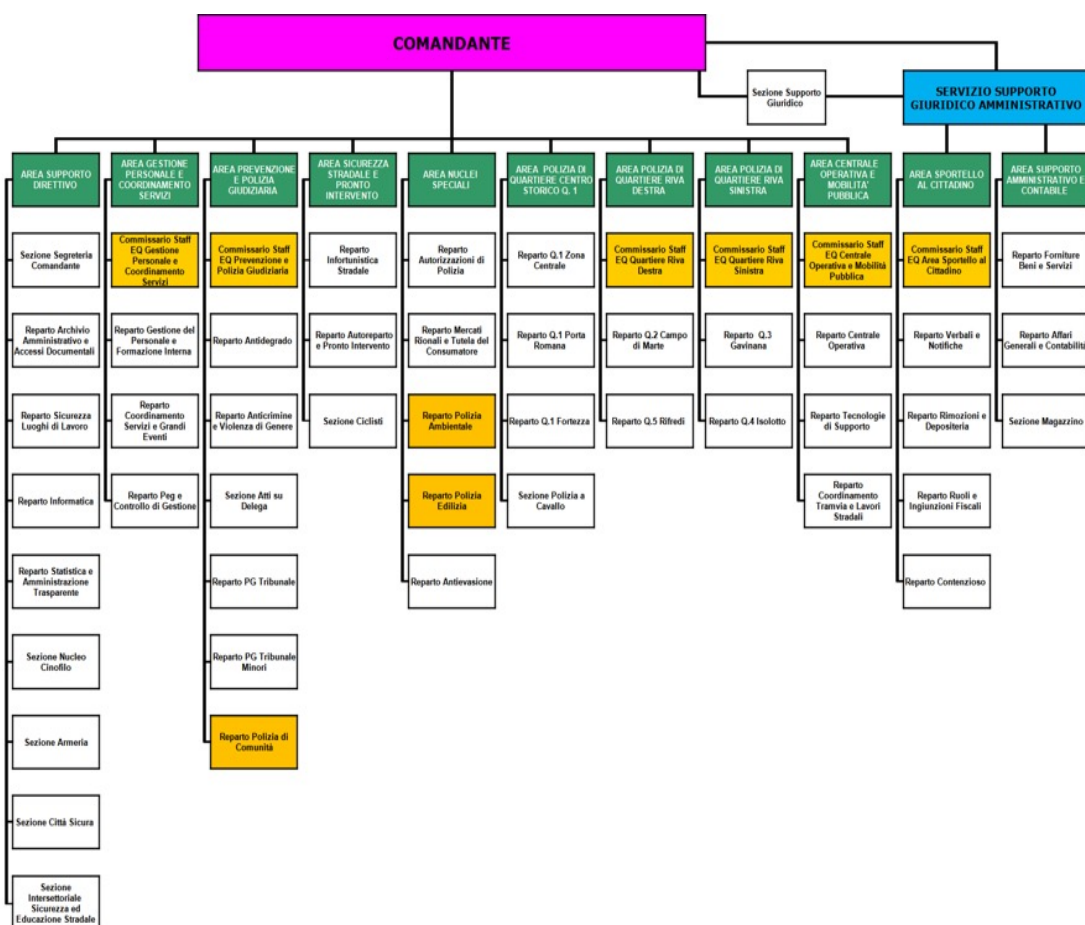 COMANDANTE
Sezione Supporto
Giuridico
SERVIZIO SUPPORTO
GIURIDICO AMMINISTRATIVO
AREA SUPPORTO
DIRETTIVO
AREA GESTIONE
PERSONALE E
COORDINAMENTO
SERVIZI
AREA PREVENZIONE
E POLIZIA
GIUDIZIARIA
AREA SICUREZZA
STRADALE E
PRONTO
INTERVENTO
AREA NUCLEI
SPECIALI
AREA POLIZIA DI
QUARTIERE CENTRO
STORICO Q. 1
AREA POLIZIA DI
QUARTIERE RIVA
DESTRA
AREA POLIZIA DI
QUARTIERE RIVA
SINISTRA
AREA CENTRALE
OPERATIVA E
MOBILITA'
PUBBLICA
AREA SPORTELLO
AL CITTADINO
AREA SUPPORTO
AMMINISTRATIVO E
CONTABILE
Sezione Segreteria
Comandante
Commissario Staff
EQ Gestione
Personale e
Coordinamento
Servizi
Commissario Staff
EQ Prevenzione e
Polizia Giudiziaria
Reparto
Infortunistica
Stradale
Reparto
Autorizzazioni di
Polizia
Reparto Q.1 Zona
Centrale
Commissario Staff
EQ Quartiere Riva
Destra
Commissario Staff
EQ Quartiere Riva
Sinistra
Commissario Staff
EQ Centrale
Operativa e Mobilità
Pubblica
Commissario Staff
EQ Area Sportello al
Cittadino
Reparto Forniture
Beni e Servizi
Reparto Archivio
Amministrativo e
Accessi Documentali
Reparto Gestione del
Personale e
Formazione Interna
Reparto Antidegrado
Reparto Autoreparto
e Pronto Intervento
Reparto Mercati
Rionali e Tutela del
Consumatore
Reparto Q.1 Porta
Romana
Reparto Q.2 Campo
di Marte
Reparto Q.3
Gavinana
Reparto Centrale
Operativa
Reparto Verbali e
Notifiche
Reparto Affari
Generali e Contabilità
Reparto Sicurezza
Luoghi di Lavoro
Reparto
Coordinamento
Servizi e Grandi
Eventi
Reparto Anticrimine
e Violenza di Genere
Sezione Ciclisti
Reparto Polizia
Ambientale
Reparto Q.1 Fortezza
Reparto Q.5 Rifredi
Reparto Q.4 Isolotto
Reparto Tecnologie
di Supporto
Reparto Rimozioni e
Depositeria
Sezione Magazzino
Reparto Informatica
Reparto Peg e
Controllo di Gestione
Sezione Atti su
Delega
Reparto Polizia
Edilizia
Sezione Polizia a
Cavallo
Reparto
Coordinamento
Tramvia e Lavori
Stradali
Reparto Ruoli e
Ingiunzioni Fiscali
Reparto Statistica e
Amministrazione
Trasparente
Reparto PG Tribunale
Reparto Antievasione
Reparto Contenzioso
Sezione Nucleo
Cinofilo
Reparto PG Tribunale
Minori
Sezione Armeria
Reparto Polizia di
Comunità
Sezione Città Sicura
Sezione
Intersettoriale
Sicurezza ed
Educazione Stradale